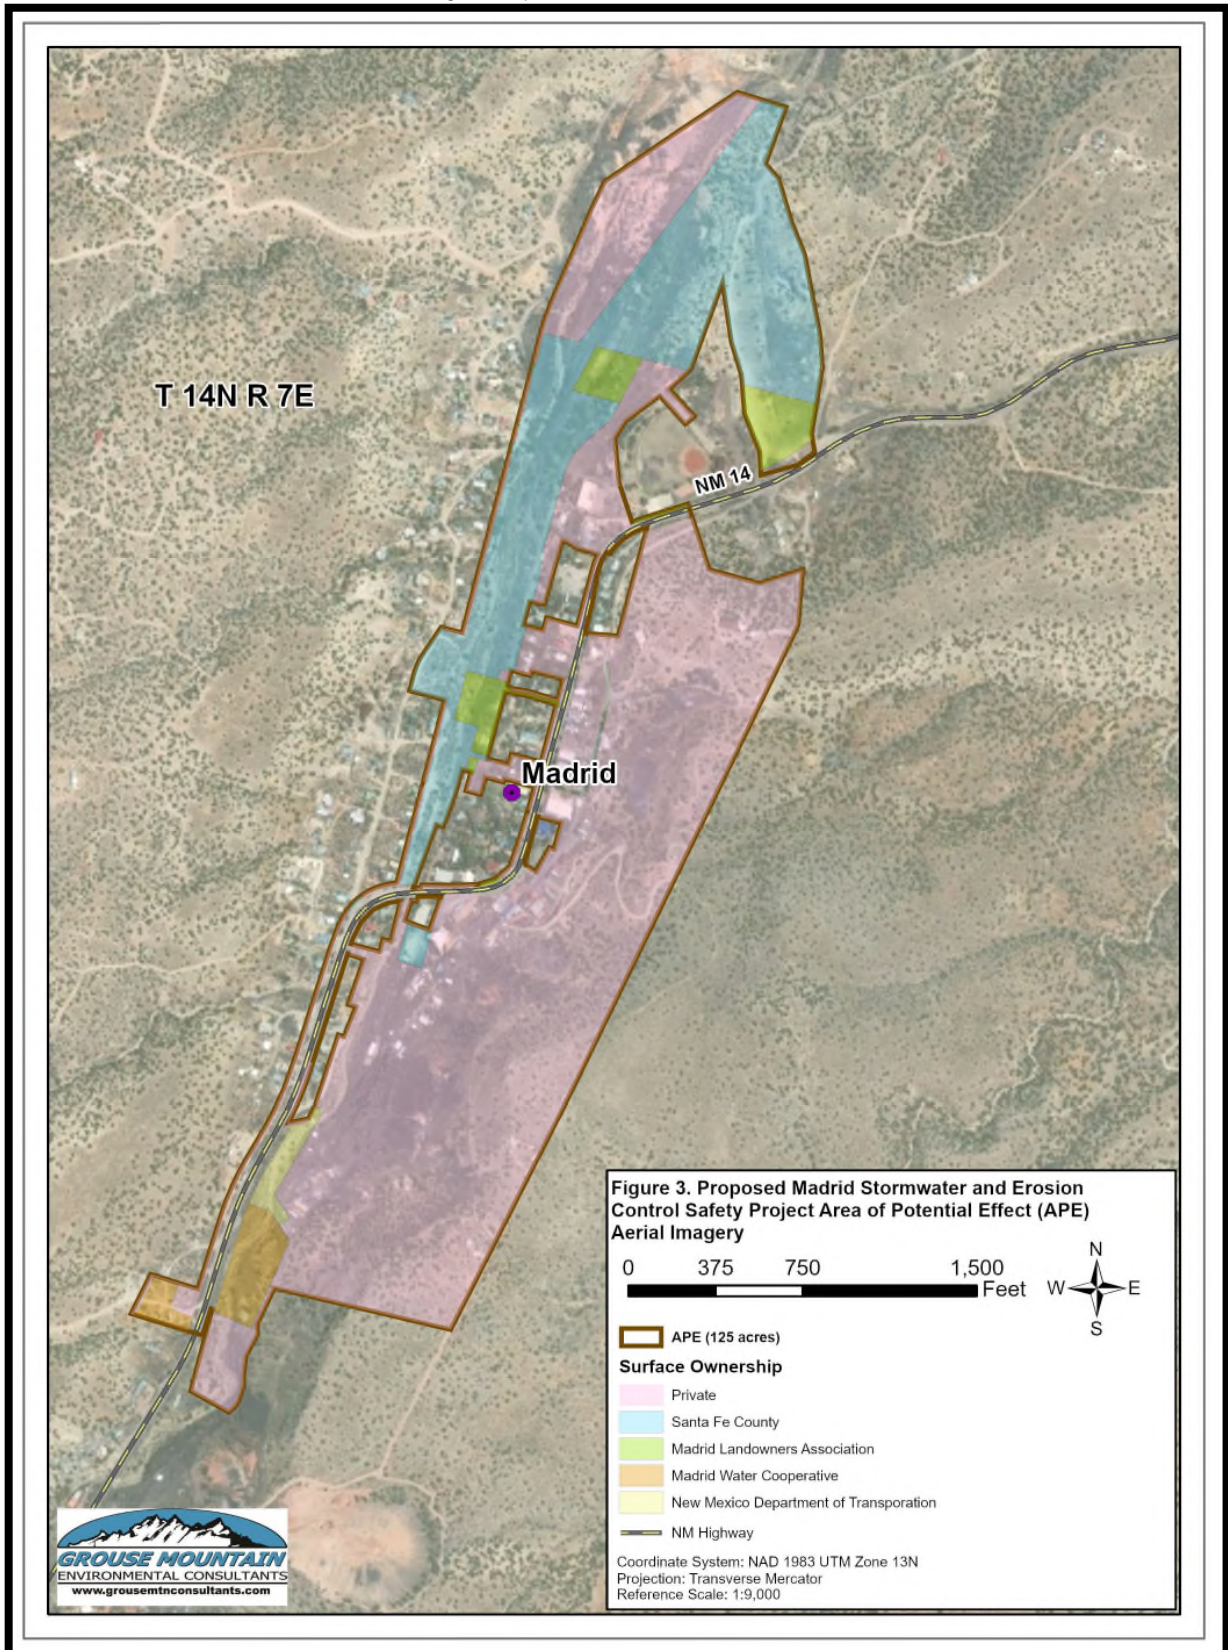 T 14N R 7E
NM 14
Madrid
Figure 3. Proposed Madrid Stormwater and Erosion
Control Safety Project Area of Potential Effect (APE)
Aerial Imagery
0 375 750 1,500
Feet
N
W E
S
APE (125 acres)
Surface Ownership
Private
Santa Fe County
Madrid Landowners Association
Madrid Water Cooperative
New Mexico Department of Transporation
NM Highway
Coordinate System: NAD 1983 UTM Zone 13N
Projection: Transverse Mercator
Reference Scale: 1:9,000
GROUSE MOUNTAIN
ENVIRONMENTAL CONSULTANTS
www.grousemtnconsultants.com